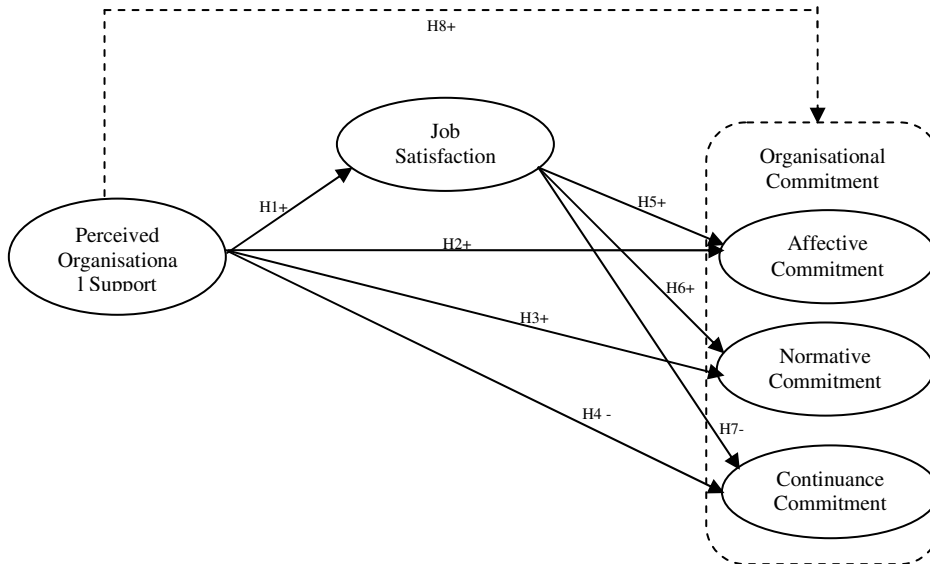 H8+
Job
Satisfaction
Organisational
Commitment
H1+
H5+
Perceived
Organisationa
l Support
H2+
Affective
Commitment
H6+
H3+
Normative
Commitment
H4 -
H7-
Continuance
Commitment